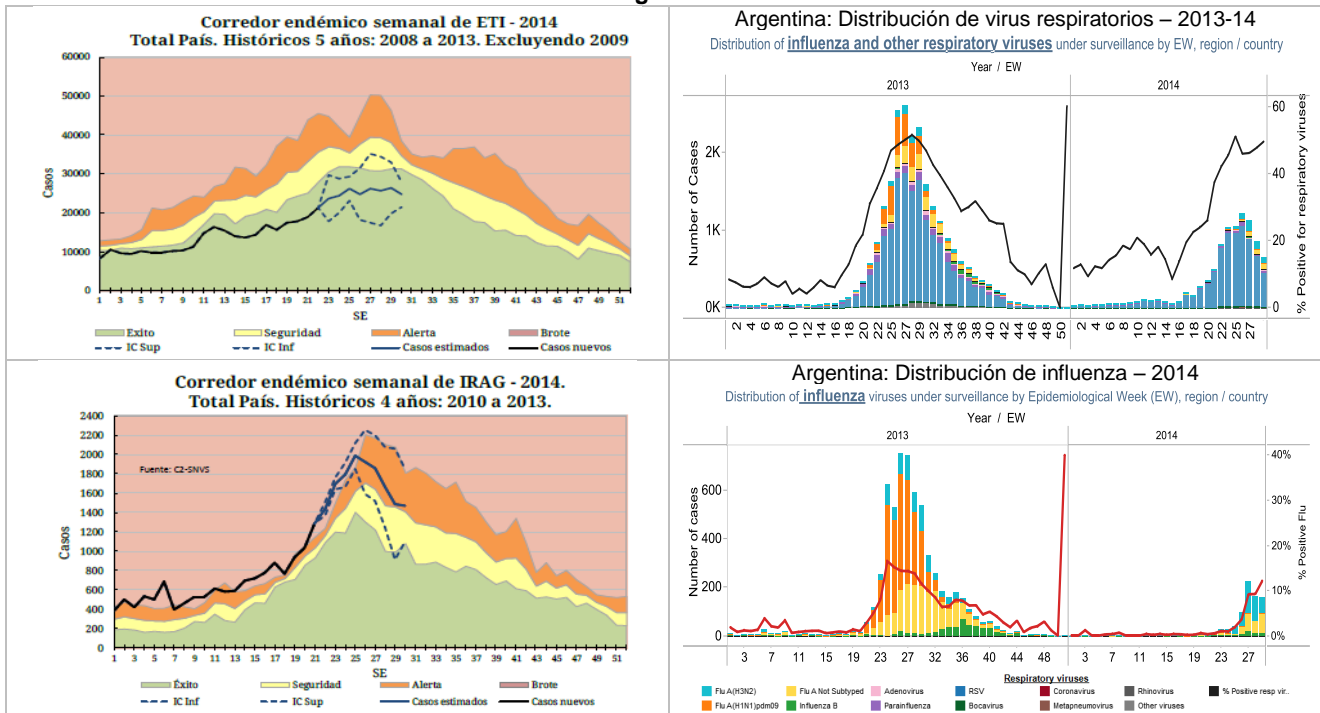 Corredor endémico semanal de ETI - 2014
Total País. Históricos 5 años: 2008 a 2013. Excluyendo 2009
60000
50000
40000
30000
20000
10000
0
Casos
1 3 5 7 9 11 13 15 17 19 21 23 25 27 29 31 33 35 37 39 41 43 45 47 49 51
SE
Éxito Seguridad Alerta Brote
IC Sup IC Inf Casos estimados Casos nuevos
Argentina: Distribución de virus respiratorios – 2013-14
Distribution of influenza and other respiratory viruses under surveillance by EW, region / country
Year / EW
2013 2014
2K
1K
0K
Number of Cases
60
40
20
0
% Positive for respiratory viruses
2 4 6 8 10 12 14 16 18 20 22 25 27 29 30 32 34 36 38 40 42 44 46 48 50 2 4 6 8 10 12 14 16 18 20 22 25 27
Corredor endémico semanal de IRAG - 2014.
Total País. Históricos 4 años: 2010 a 2013.
2400
2200
2000
1800
1600
1400
1200
1000
800
600
400
200
0
Casos
Fuente: C2-SNVS
1 3 5 7 9 11 13 15 17 19 21 23 25 27 29 31 33 35 37 39 41 43 45 47 49 51
SE
Éxito Seguridad Alerta Brote
IC Inf IC Sup Casos estimados Casos nuevos
Argentina: Distribución de influenza – 2014
Distribution of influenza viruses under surveillance by Epidemiological Week (EW), region / country
Year / EW
2013 2014
600
400
200
0
Number of cases
40%
30%
20%
10%
0%
% Positive Flu
3 7 11 15 19 23 27 32 36 40 44 48 3 7 11 15 19 23 27
Respiratory viruses
Flu A(H3N2) Flu A Not Subtyped Adenovirus RSV Coronavirus Rhinovirus % Positive resp vir..
Flu A(H1N1)pdm09 Influenza B Parainfluenza Bocavirus Metapneumovirus Other viruses